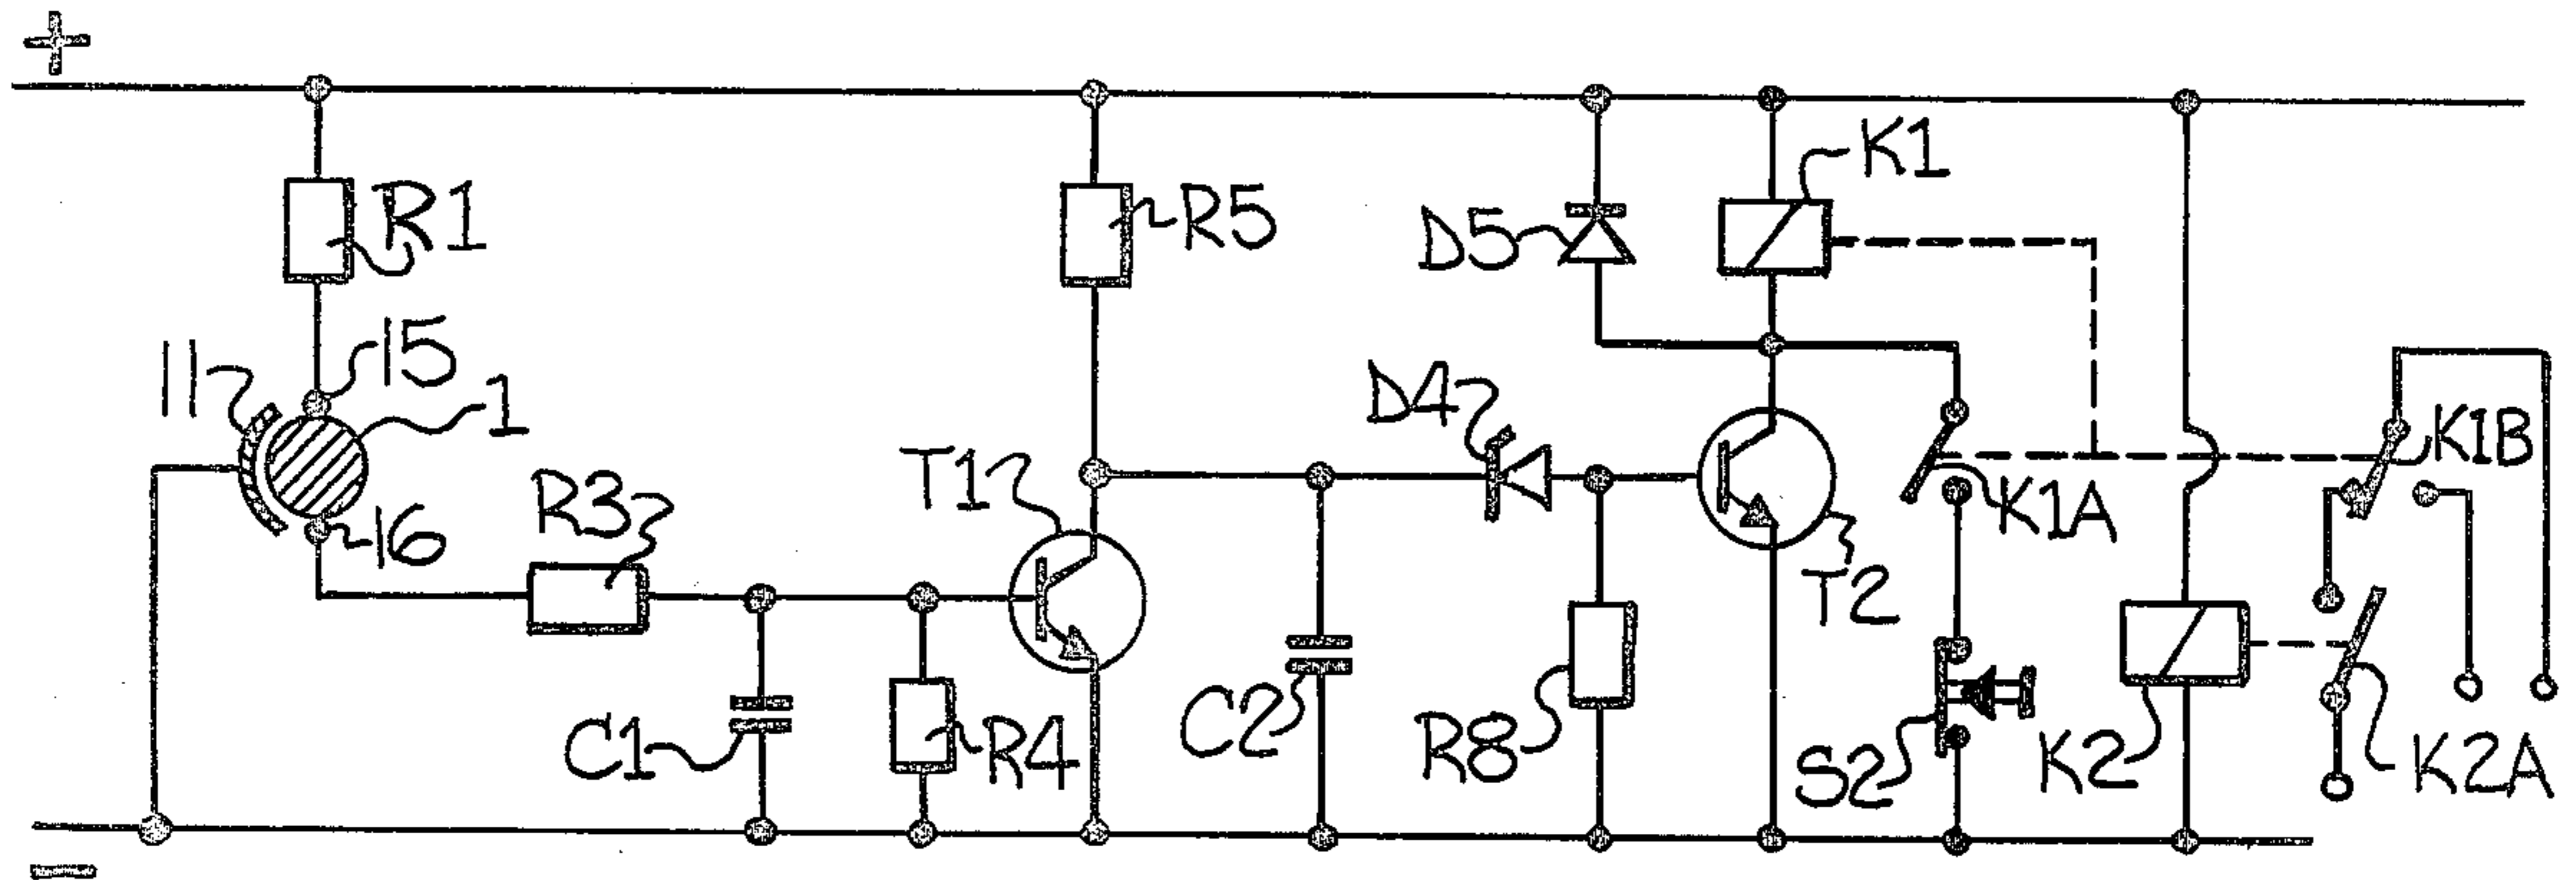 +
K1
R1
R5
D5
15
11
1
D4
K1B
T1
R3
K1A
16
T2
C2
R8
C1
R4
S2
K2
K2A
−